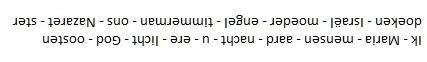 Ik - Maria - mensen - aard - nacht - u - ere - licht - God - oosten
doeken - Israël - moeder - engel - timmerman - ons - Nazaret - ster